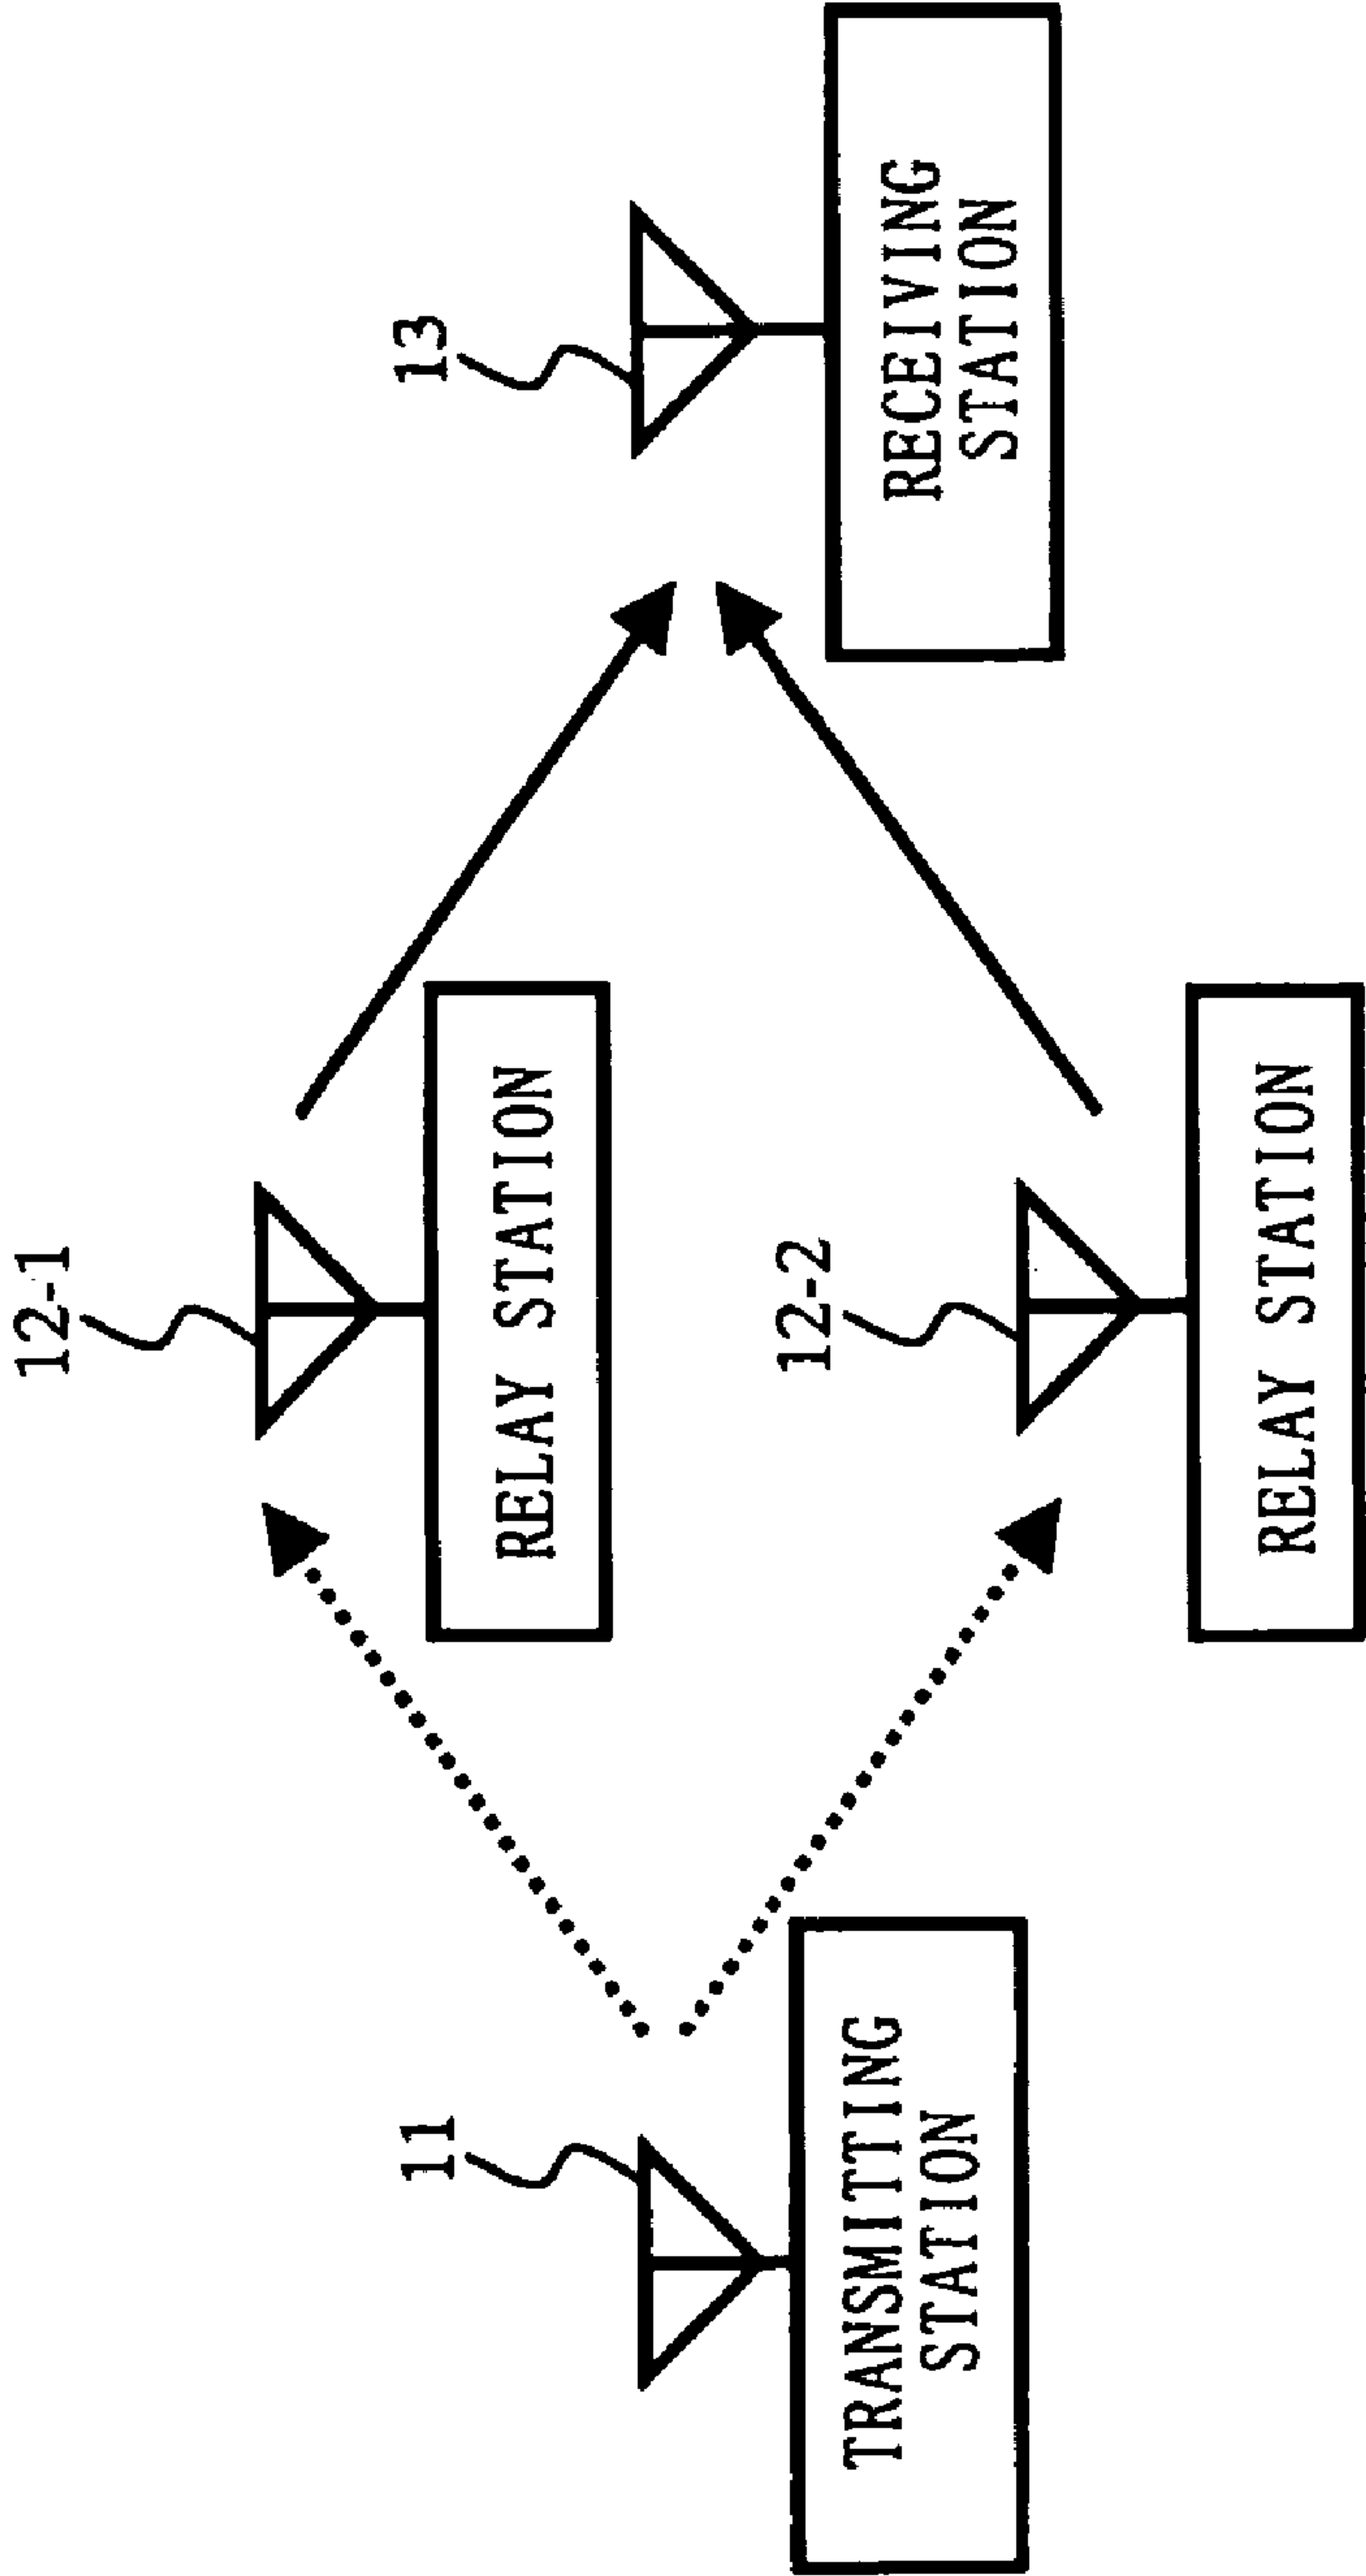 12-1
RELAY STATION
11
TRANSMITTING
STATION
13
RECEIVING
STATION
12-2
RELAY STATION